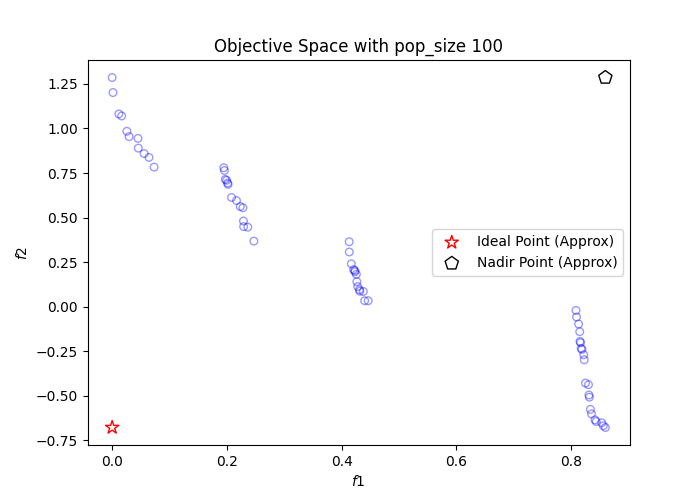 Objective Space with pop_size 100
1.25
1.00
0.75
0.50
0.25
0.00
−0.25
−0.50
−0.75
f2
Ideal Point (Approx)
Nadir Point (Approx)
0.0 0.2 0.4 0.6 0.8
f1